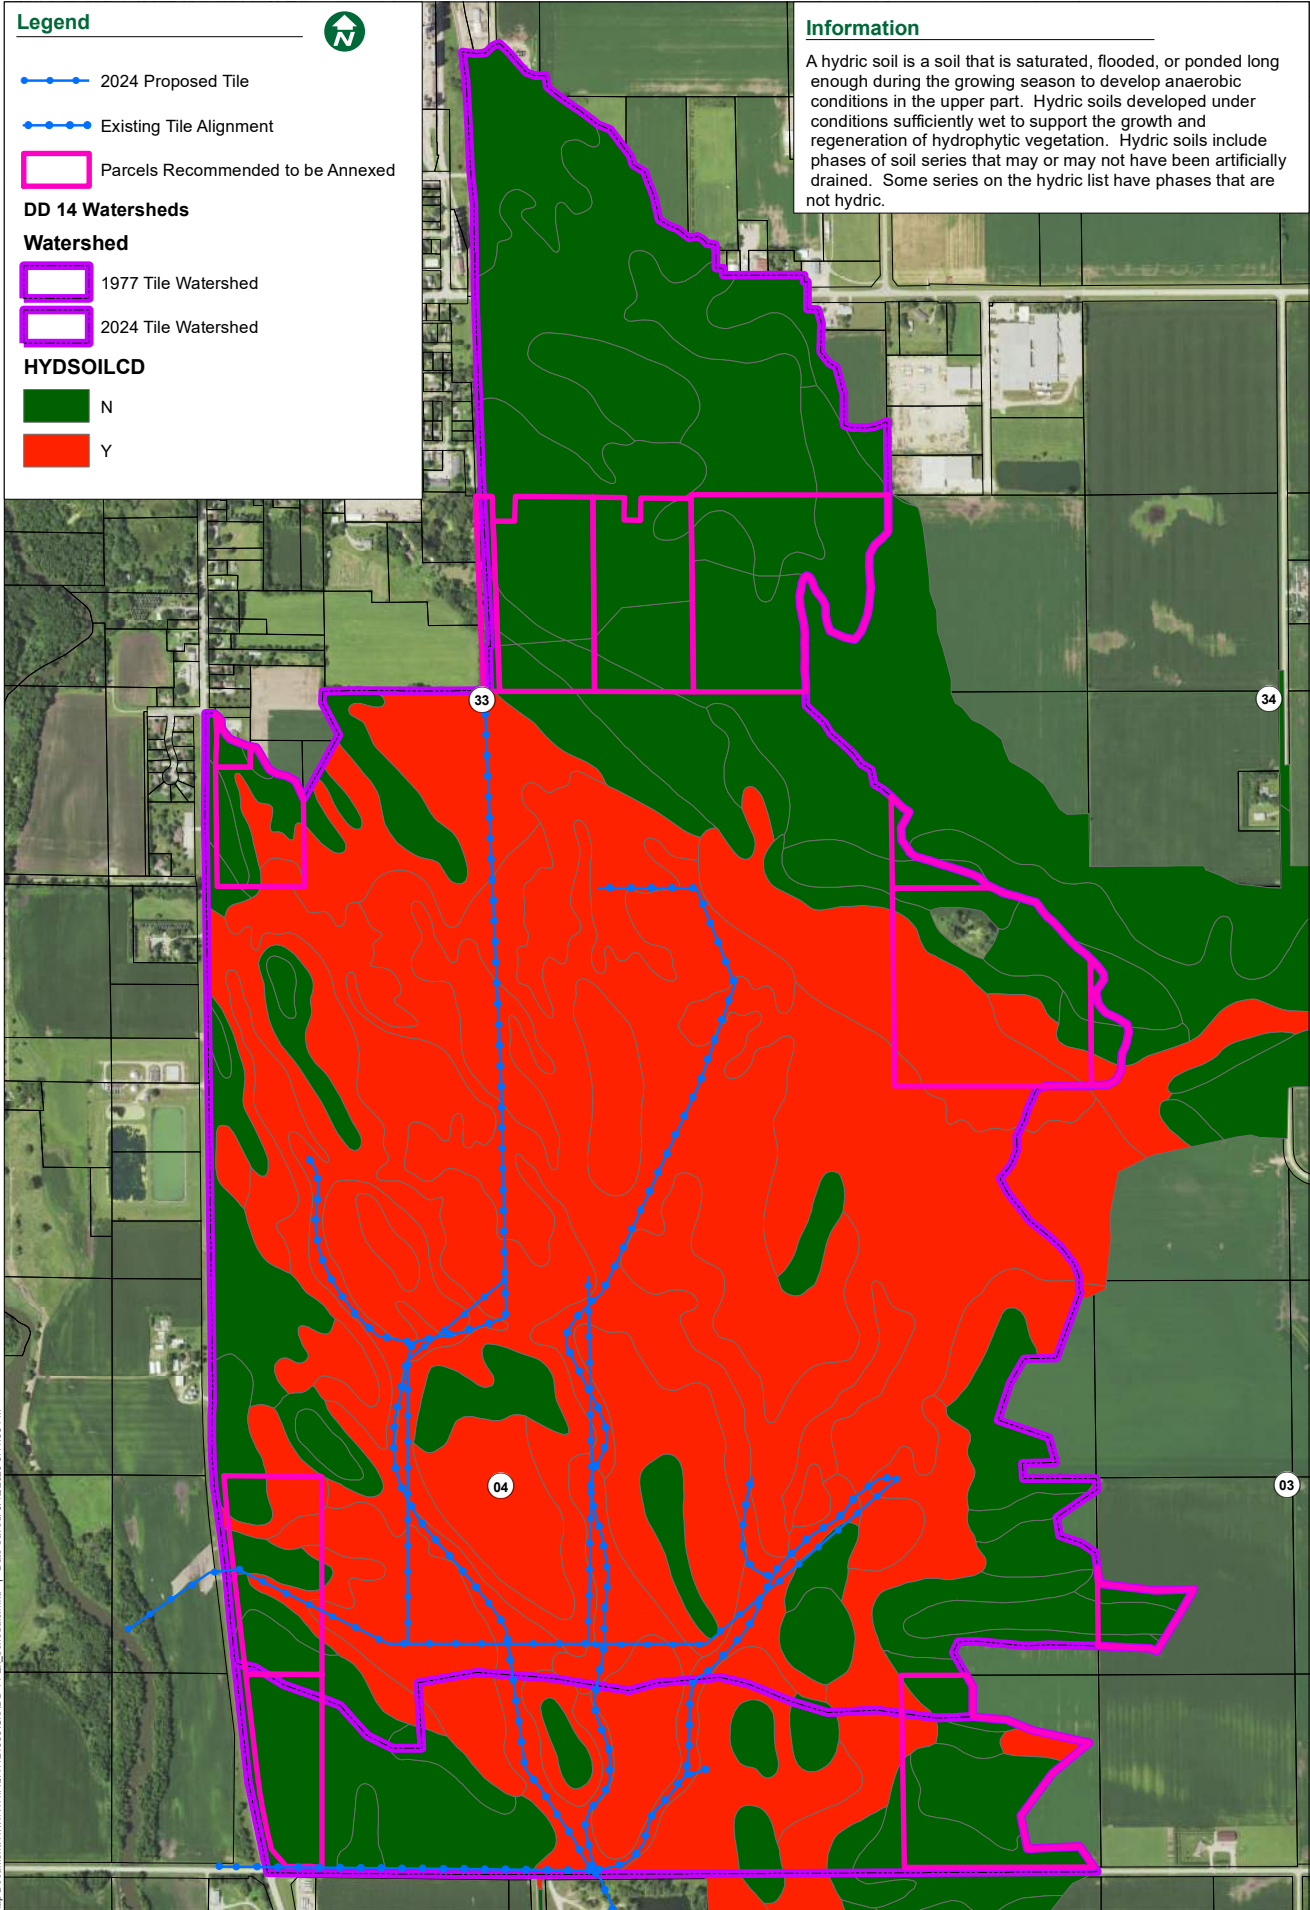 Legend
N
2024 Proposed Tile
Existing Tile Alignment
Parcels Recommended to be Annexed
DD 14 Watersheds
Watershed
1977 Tile Watershed
2024 Tile Watershed
HYDSOILCD
N
Y
Information
A hydric soil is a soil that is saturated, flooded, or ponded long
enough during the growing season to develop anaerobic
conditions in the upper part. Hydric soils developed under
conditions sufficiently wet to support the growth and
regeneration of hydrophytic vegetation. Hydric soils include
phases of soil series that may or may not have been artificially
drained. Some series on the hydric list have phases that are
not hydric.
33
34
04
03